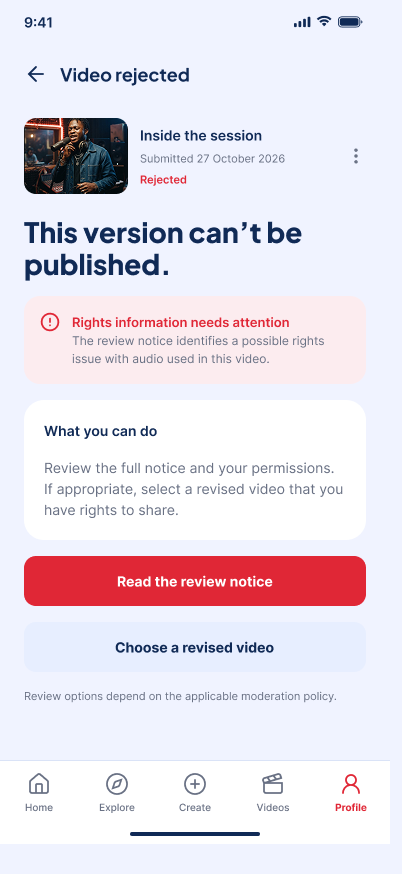 9:41
Video rejected
Inside the session
Submitted 27 October 2026
Rejected
This version can’t be
published.
Rights information needs attention
The review notice identifies a possible rights
issue with audio used in this video.
What you can do
Review the full notice and your permissions.
If appropriate, select a revised video that you
have rights to share.
Read the review notice
Choose a revised video
Review options depend on the applicable moderation policy.
Home
Explore
Create
Videos
Profile